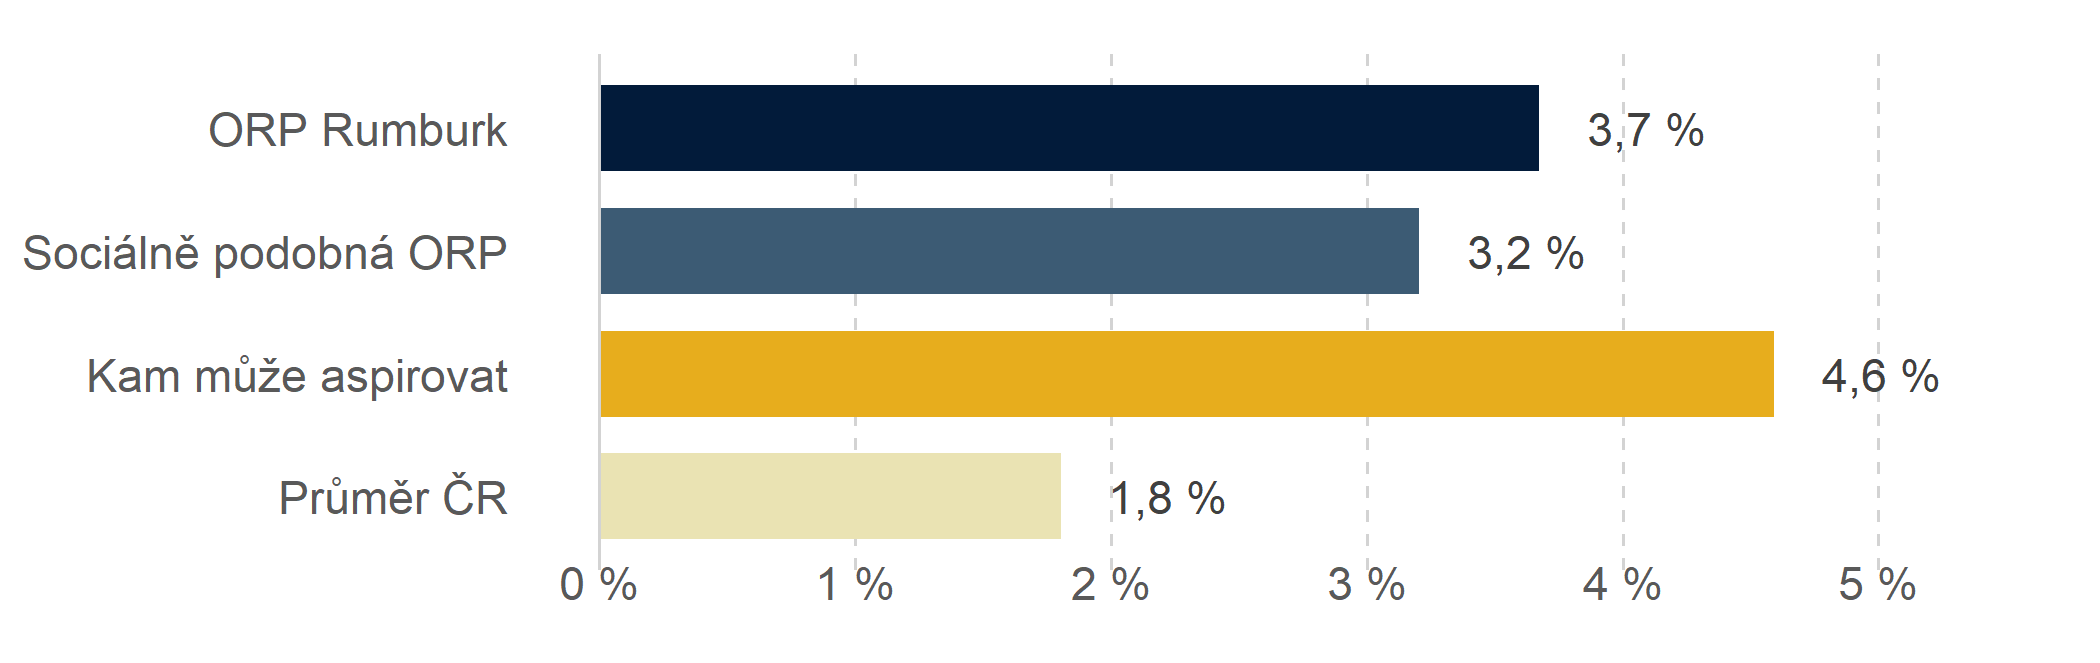 ORP Rumburk 3,7 %
Sociálně podobná ORP 3,2 %
Kam může aspirovat 4,6 %
Průměr ČR 1,8 %
0 % 1 % 2 % 3 % 4 % 5 %